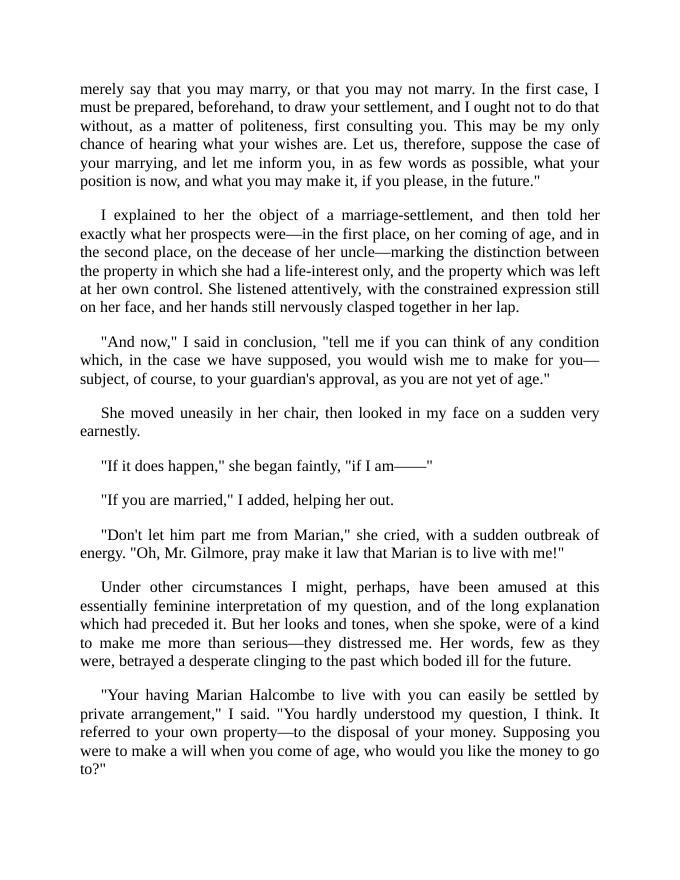 merely say that you may marry, or that you may not marry. In the first case, I
must be prepared, beforehand, to draw your settlement, and I ought not to do that
without, as a matter of politeness, first consulting you. This may be my only
chance of hearing what your wishes are. Let us, therefore, suppose the case of
your marrying, and let me inform you, in as few words as possible, what your
position is now, and what you may make it, if you please, in the future."
I explained to her the object of a marriage-settlement, and then told her
exactly what her prospects were—in the first place, on her coming of age, and in
the second place, on the decease of her uncle—marking the distinction between
the property in which she had a life-interest only, and the property which was left
at her own control. She listened attentively, with the constrained expression still
on her face, and her hands still nervously clasped together in her lap.
"And now," I said in conclusion, "tell me if you can think of any condition
which, in the case we have supposed, you would wish me to make for you—
subject, of course, to your guardian's approval, as you are not yet of age."
She moved uneasily in her chair, then looked in my face on a sudden very
earnestly.
"If it does happen," she began faintly, "if I am——"
"If you are married," I added, helping her out.
"Don't let him part me from Marian," she cried, with a sudden outbreak of
energy. "Oh, Mr. Gilmore, pray make it law that Marian is to live with me!"
Under other circumstances I might, perhaps, have been amused at this
essentially feminine interpretation of my question, and of the long explanation
which had preceded it. But her looks and tones, when she spoke, were of a kind
to make me more than serious—they distressed me. Her words, few as they
were, betrayed a desperate clinging to the past which boded ill for the future.
"Your having Marian Halcombe to live with you can easily be settled by
private arrangement," I said. "You hardly understood my question, I think. It
referred to your own property—to the disposal of your money. Supposing you
were to make a will when you come of age, who would you like the money to go
to?"